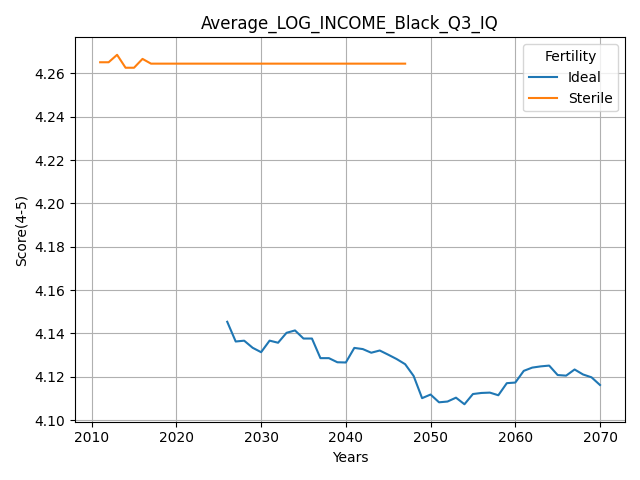 Average_LOG_INCOME_Black_Q3_IQ
Fertility
Ideal
Sterile
Score(4-5)
4.26
4.24
4.22
4.20
4.18
4.16
4.14
4.12
4.10
2010 2020 2030 2040 2050 2060 2070
Years